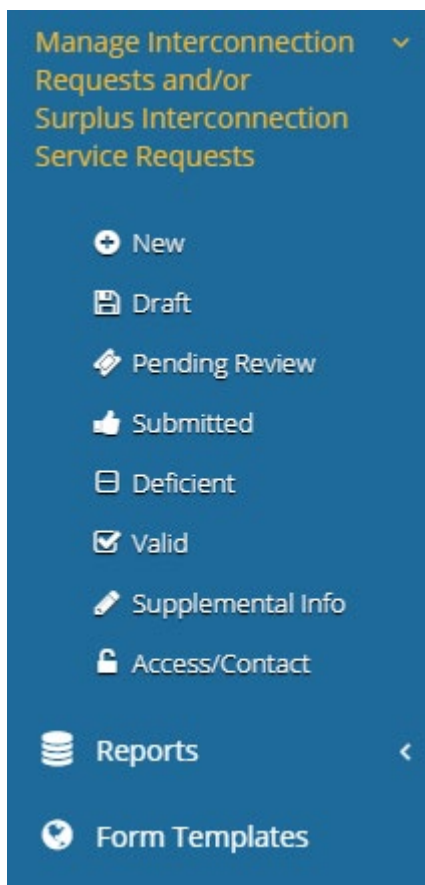 Manage Interconnection
Requests and/or
Surplus Interconnection
Service Requests
New
Draft
Pending Review
Submitted
Deficient
Valid
Supplemental Info
Access/Contact
Reports
Form Templates